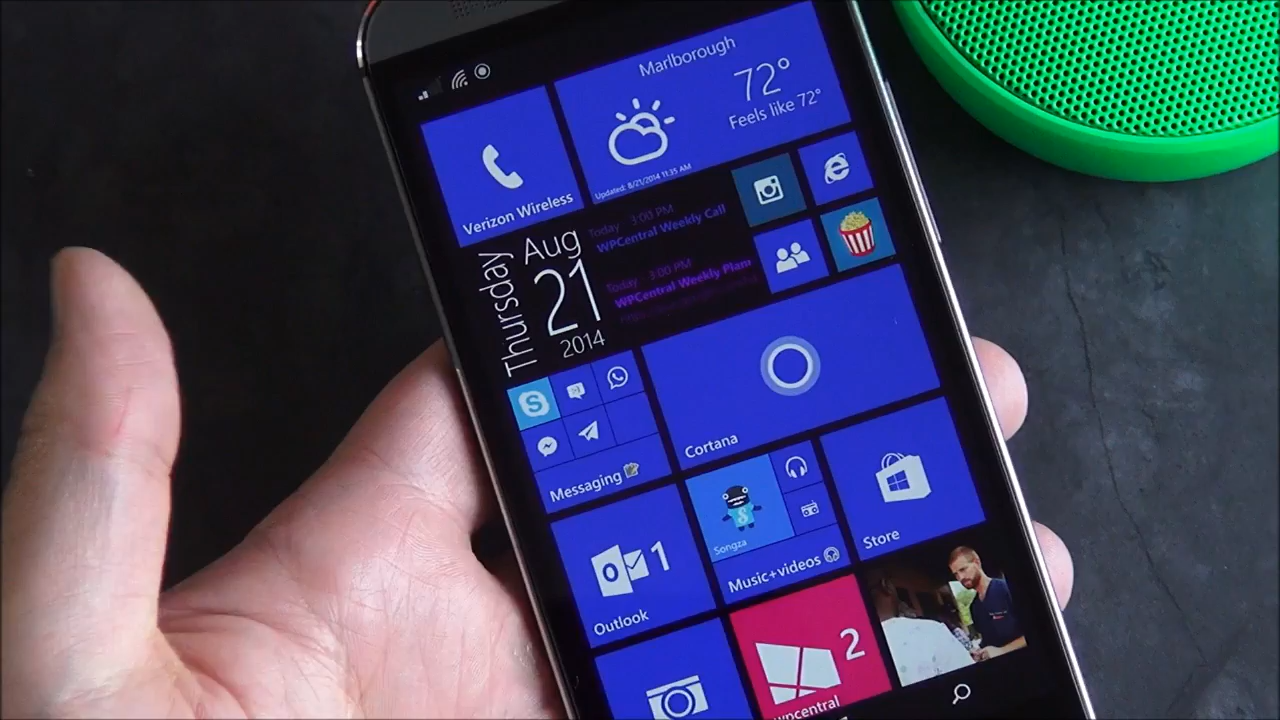 Marlborough
72°
Feels like 72°
Updated: 8/21/2014 11:35 AM
Verizon Wireless
Thursday
Aug
21
2014
Today 3:00 PM
WPCentral Weekly Call
Today 3:00 PM
WPCentral Weekly Plann
Cortana
Messaging
Songza
Music+videos
Store
1
Outlook
2
wpcentral